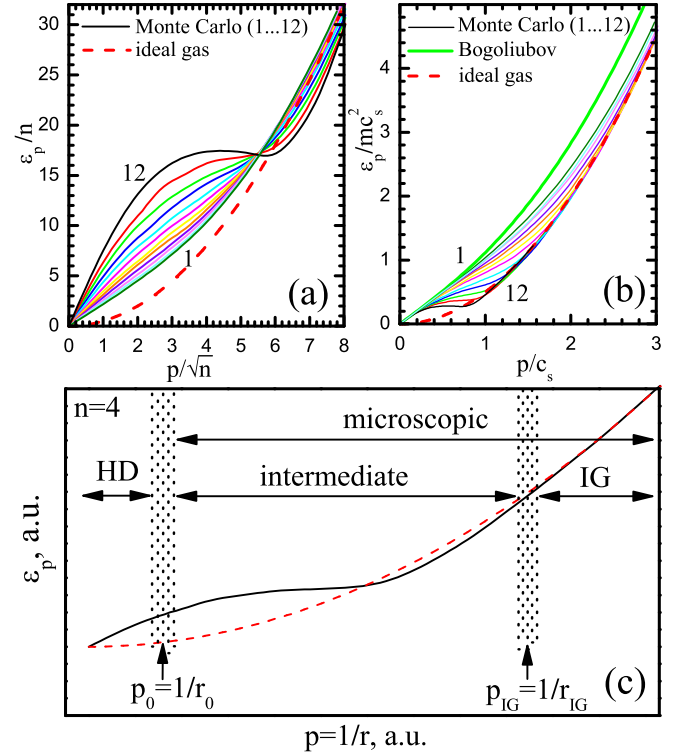 Monte Carlo (1...12)
ideal gas
12
1
(a)
ε_p/n
30
25
20
15
10
5
0
0 1 2 3 4 5 6 7 8
p/√n
Monte Carlo (1...12)
Bogoliubov
ideal gas
1
12
(b)
ε_p/mc_s^2
4
3
2
1
0
0 1 2 3
p/c_s
n=4
microscopic
HD
intermediate
IG
ε_p, a.u.
p_0=1/r_0
p_IG=1/r_IG
(c)
p=1/r, a.u.